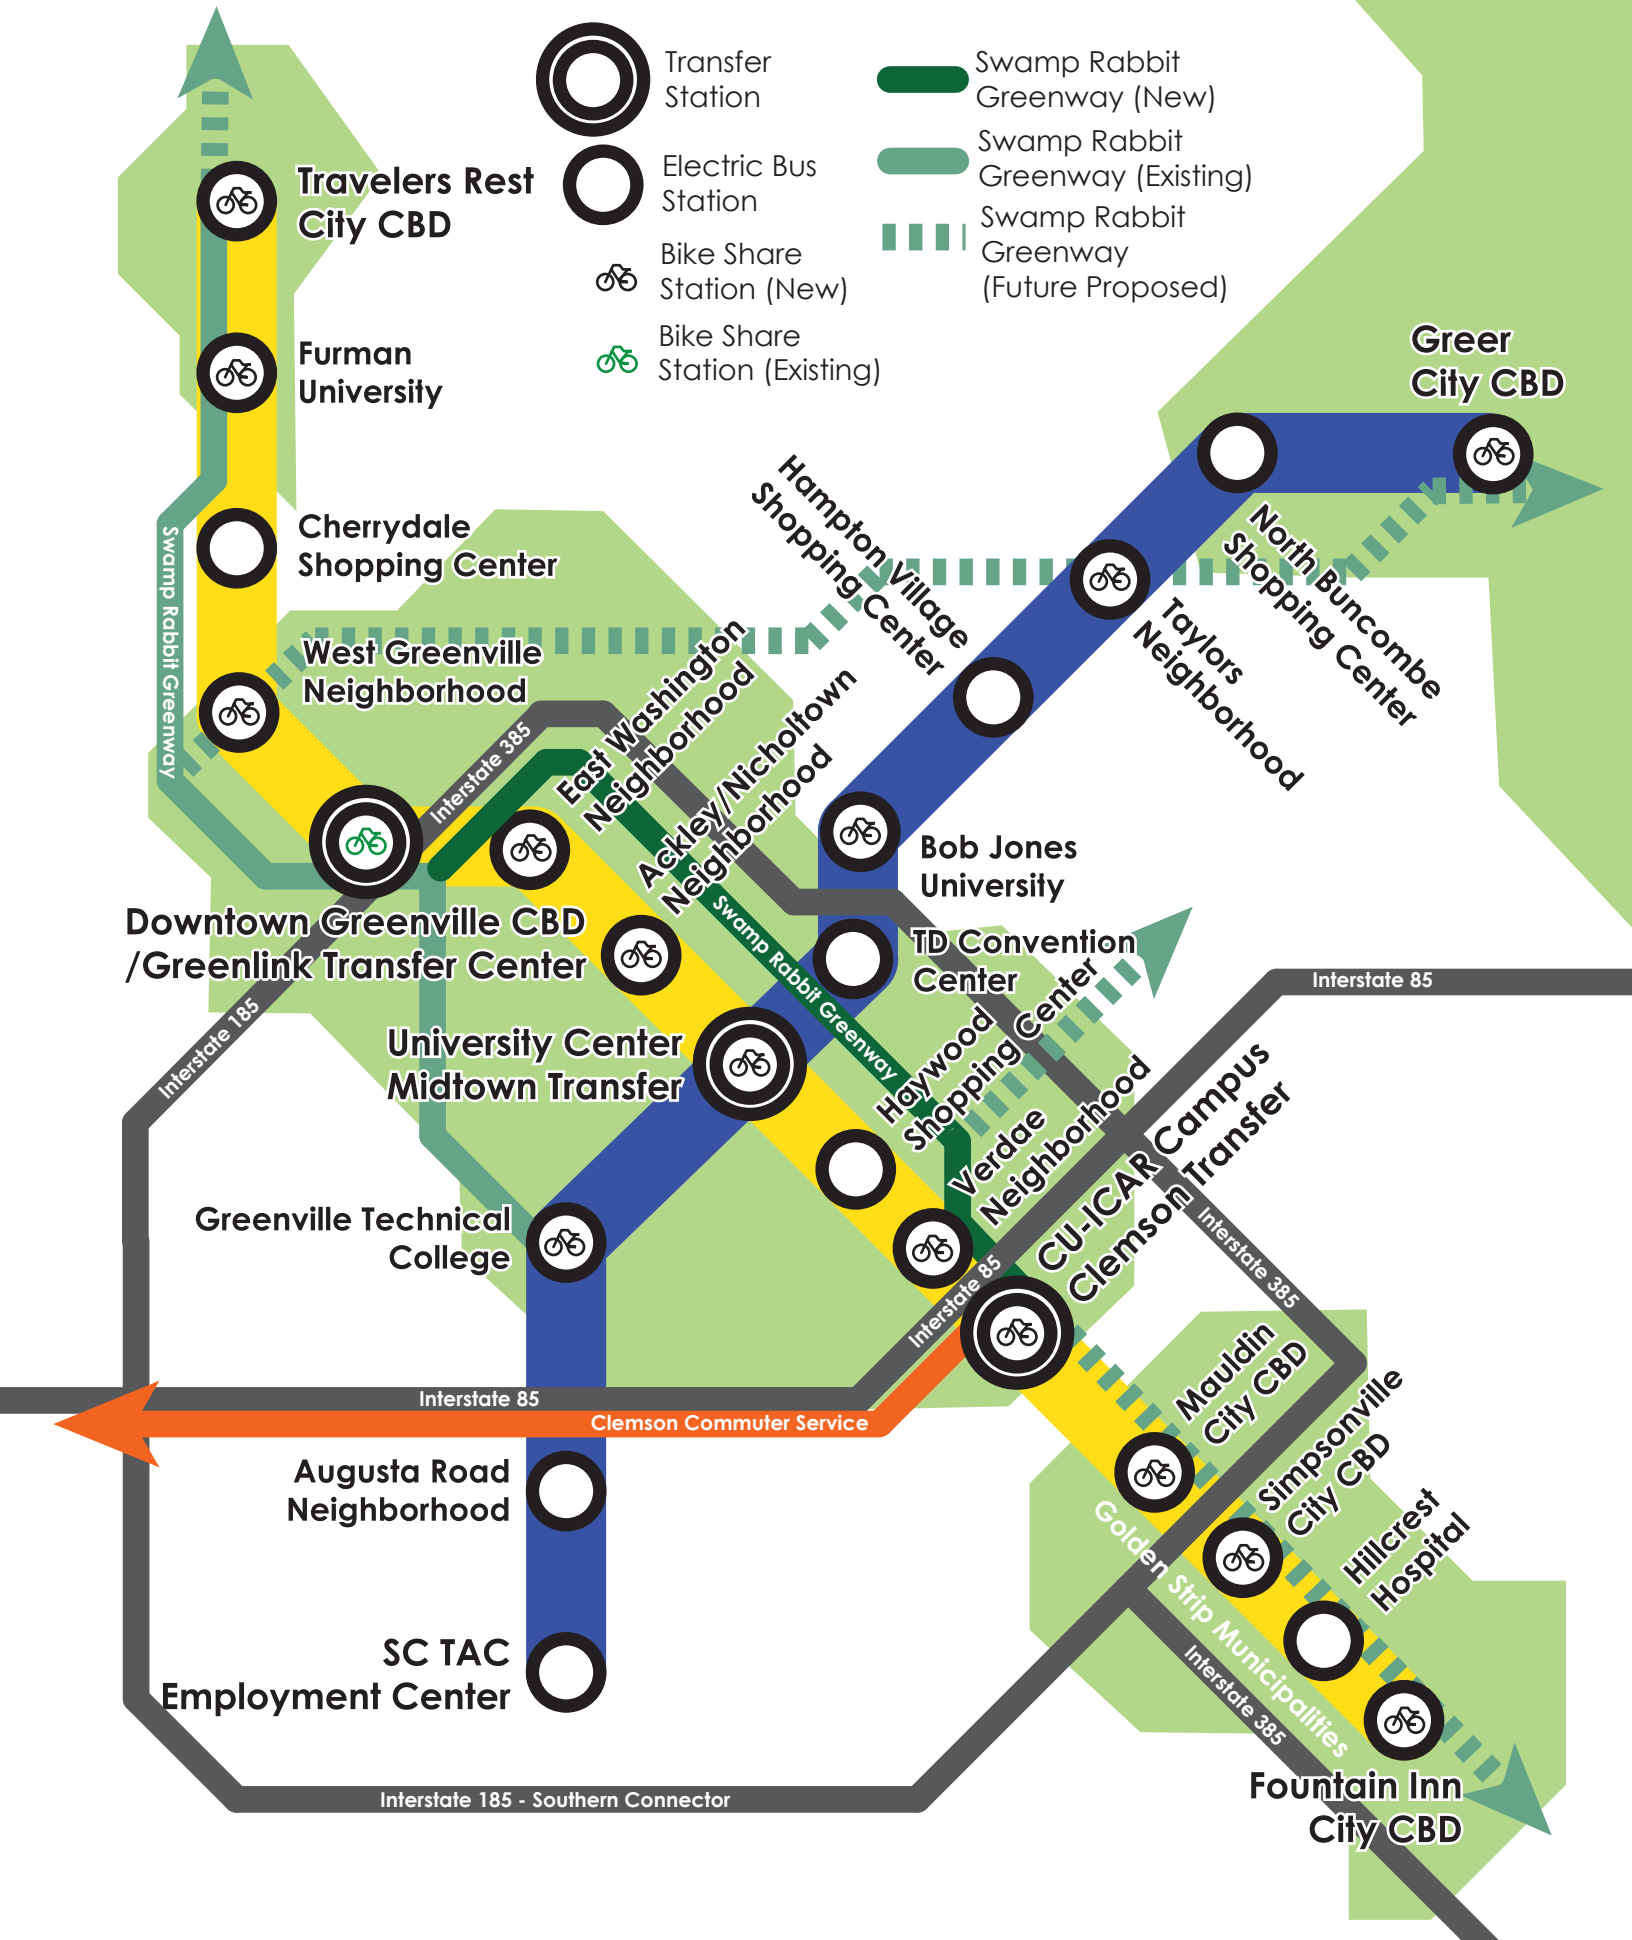 Transfer
Station
Electric Bus
Station
Bike Share
Station (New)
Bike Share
Station (Existing)
Swamp Rabbit
Greenway (New)
Swamp Rabbit
Greenway (Existing)
Swamp Rabbit
Greenway
(Future Proposed)
Travelers Rest
City CBD
Furman
University
Cherrydale
Shopping Center
Swamp Rabbit Greenway
West Greenville
Neighborhood
Interstate 385
East Washington
Neighborhood
Ackley/Nicholtown
Neighborhood
Hampton Village
Shopping Center
Greer
City CBD
North Buncombe
Shopping Center
Taylors
Neighborhood
Bob Jones
University
TD Convention
Center
Downtown Greenville CBD
/Greenlink Transfer Center
Interstate 185
Swamp Rabbit Greenway
University Center
Midtown Transfer
Haywood
Shopping Center
Verdae
Neighborhood
Interstate 85
CU-ICAR Campus
Clemson Transfer
Interstate 385
Greenville Technical
College
Interstate 85
Interstate 85
Clemson Commuter Service
Augusta Road
Neighborhood
SC TAC
Employment Center
Mauldin
City CBD
Simpsonville
City CBD
Hillcrest
Hospital
Golden Strip Municipalities
Interstate 385
Fountain Inn
City CBD
Interstate 185 - Southern Connector